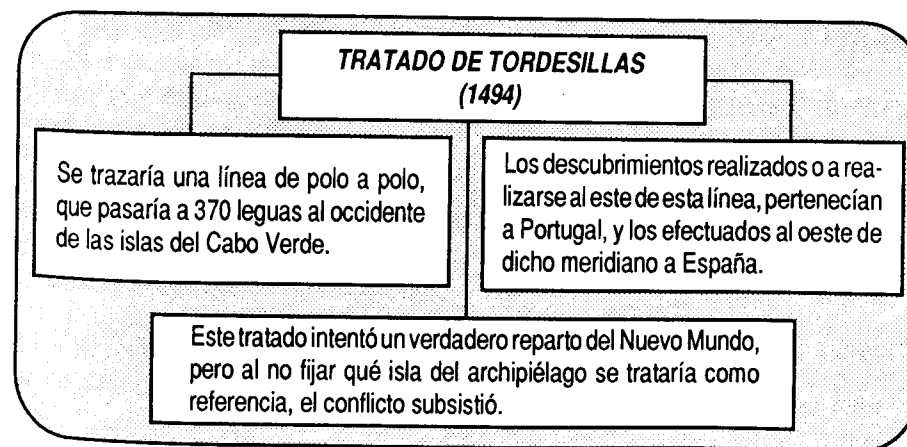 TRATADO DE TORDESILLAS
(1494)
Se trazaría una línea de polo a polo,
que pasaría a 370 leguas al occidente
de las islas del Cabo Verde.
Los descubrimientos realizados o a rea-
lizarse al este de esta línea, pertenecían
a Portugal, y los efectuados al oeste de
dicho meridiano a España.
Este tratado intentó un verdadero reparto del Nuevo Mundo,
pero al no fijar qué isla del archipiélago se trataría como
referencia, el conflicto subsistió.